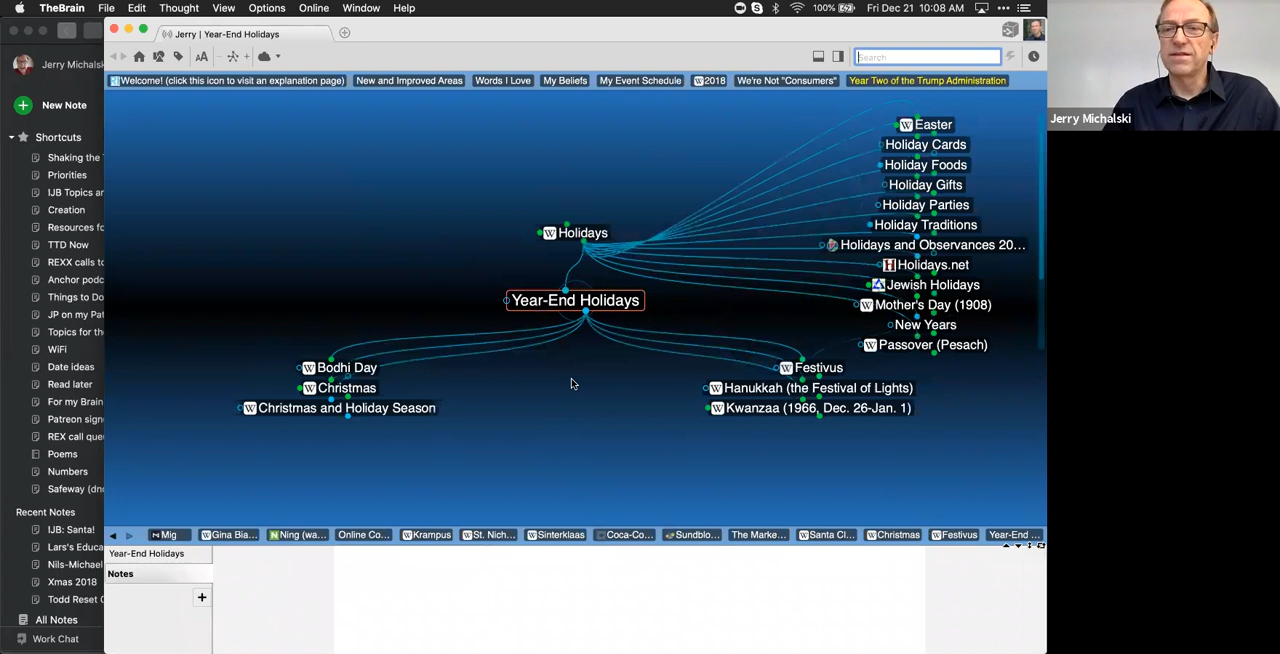 TheBrain File Edit Thought View Options Online Window Help 100% Fri Dec 21 10:08 AM
Jerry | Year-End Holidays
AA
Search
Welcome! (click this icon to visit an explanation page) New and Improved Areas Words I Love My Beliefs My Event Schedule W 2018 We're Not "Consumers" Year Two of the Trump Administration
Jerry Michalsk
New Note
Shortcuts
Shaking the T
Priorities
IJB Topics ar
Creation
Resources fo
TTD Now
REXX calls to
Anchor podc
Things to Do
JP on my Pat
Topics for th
WiFi
Date ideas
Read later
For my Brain
Patreon sign
REX call que
Poems
Numbers
Safeway (dno
Recent Notes
IJB: Santa!
Lars's Educa
Nils-Michael
Xmas 2018
Todd Reset C
All Notes
Work Chat
W Easter
Holiday Cards
Holiday Foods
Holiday Gifts
Holiday Parties
Holiday Traditions
Holidays and Observances 20...
H Holidays.net
Jewish Holidays
W Mother's Day (1908)
New Years
W Passover (Pesach)
W Holidays
Year-End Holidays
W Bodhi Day
W Christmas
W Christmas and Holiday Season
W Festivus
W Hanukkah (the Festival of Lights)
W Kwanzaa (1966, Dec. 26-Jan. 1)
Mig W Gina Bia... N Ning (wa... Online Co... W Krampus W St. Nich... W Sinterklaas Coca-Co... Sundblo... The Marke... W Santa Cl... W Christmas W Festivus Year-End ...
Year-End Holidays
Notes
Jerry Michalski